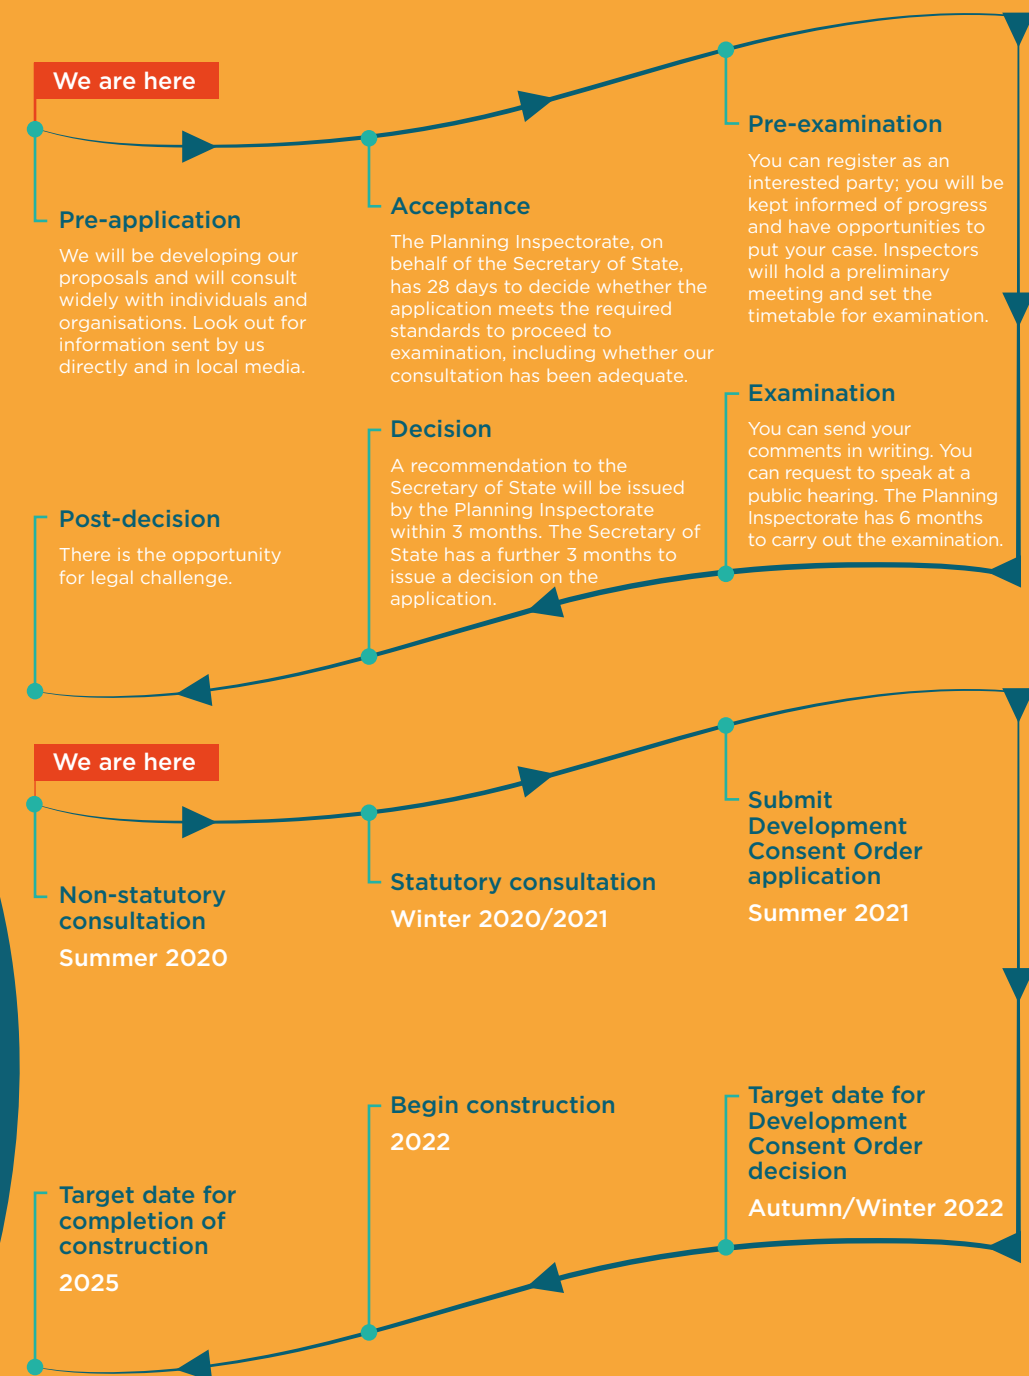 We are here
Pre-application
We will be developing our
proposals and will consult
widely with individuals and
organisations. Look out for
information sent by us
directly and in local media.
Acceptance
The Planning Inspectorate, on
behalf of the Secretary of State,
has 28 days to decide whether the
application meets the required
standards to proceed to
examination, including whether our
consultation has been adequate.
Pre-examination
You can register as an
interested party; you will be
kept informed of progress
and have opportunities to
put your case. Inspectors
will hold a preliminary
meeting and set the
timetable for examination.
Examination
You can send your
comments in writing. You
can request to speak at a
public hearing. The Planning
Inspectorate has 6 months
to carry out the examination.
Decision
A recommendation to the
Secretary of State will be issued
by the Planning Inspectorate
within 3 months. The Secretary of
State has a further 3 months to
issue a decision on the
application.
Post-decision
There is the opportunity
for legal challenge.
We are here
Non-statutory
consultation
Summer 2020
Statutory consultation
Winter 2020/2021
Submit
Development
Consent Order
application
Summer 2021
Target date for
Development
Consent Order
decision
Autumn/Winter 2022
Begin construction
2022
Target date for
completion of
construction
2025